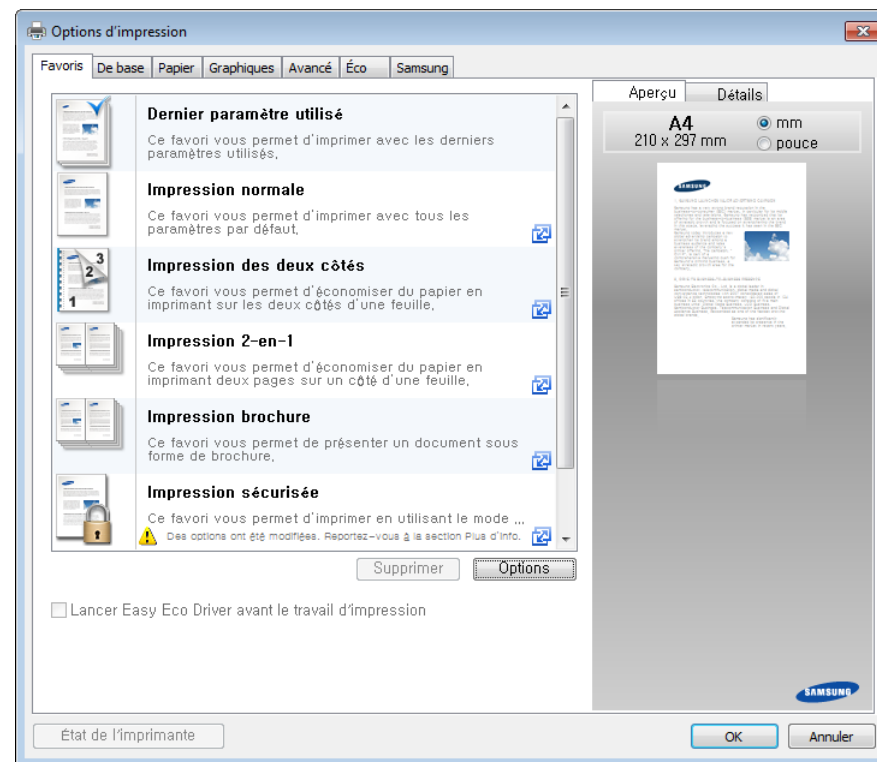 Options d'impression
Favoris De base Papier Graphiques Avancé Éco Samsung
Dernier paramètre utilisé
Ce favori vous permet d'imprimer avec les derniers
paramètres utilisés.
Impression normale
Ce favori vous permet d'imprimer avec tous les
paramètres par défaut.
Impression des deux côtés
Ce favori vous permet d'économiser du papier en
imprimant sur les deux côtés d'une feuille.
1 2 3
Impression 2-en-1
Ce favori vous permet d'économiser du papier en
imprimant deux pages sur un côté d'une feuille.
Impression brochure
Ce favori vous permet de présenter un document sous
forme de brochure.
Impression sécurisée
Ce favori vous permet d'imprimer en utilisant le mode ...
Des options ont été modifiées. Reportez-vous à la section Plus d'info.
Supprimer Options
Lancer Easy Eco Driver avant le travail d'impression
Aperçu Détails
A4
210 x 297 mm
mm
pouce
SAMSUNG
SAMSUNG
État de l'imprimante
OK Annuler